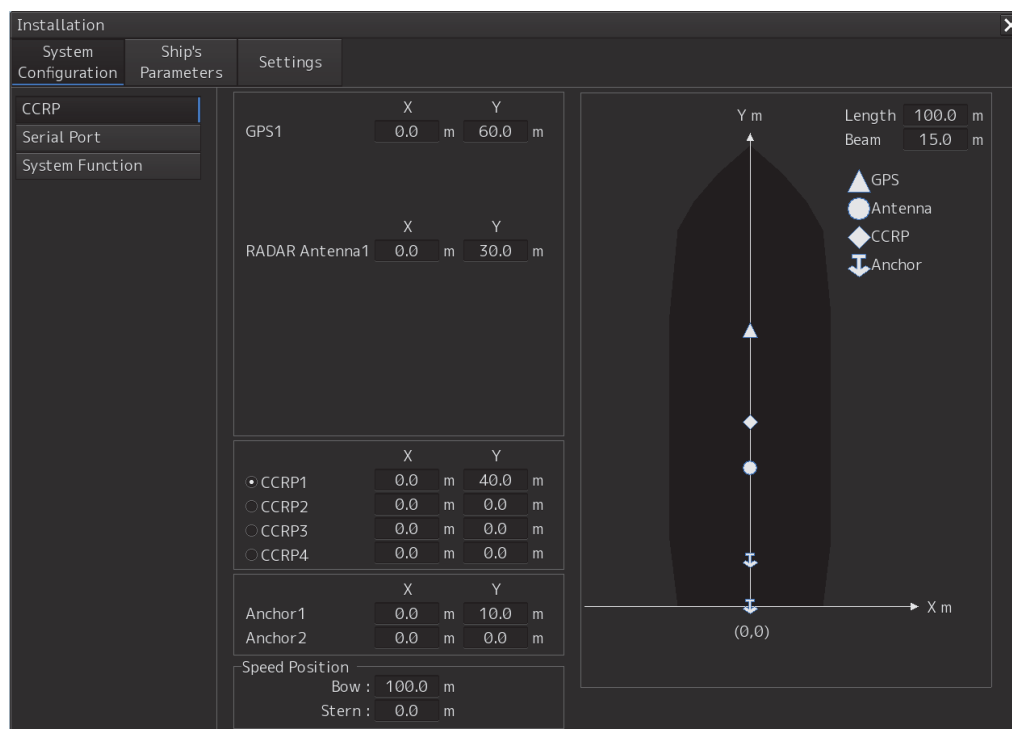 Installation
System Configuration
Ship's Parameters
Settings
CCRP
Serial Port
System Function
X Y
GPS1 0.0 m 60.0 m
X Y
RADAR Antenna1 0.0 m 30.0 m
X Y
CCRP1 0.0 m 40.0 m
CCRP2 0.0 m 0.0 m
CCRP3 0.0 m 0.0 m
CCRP4 0.0 m 0.0 m
X Y
Anchor1 0.0 m 10.0 m
Anchor2 0.0 m 0.0 m
Speed Position
Bow : 100.0 m
Stern : 0.0 m
Y m
Length 100.0 m
Beam 15.0 m
GPS
Antenna
CCRP
Anchor
X m
(0,0)